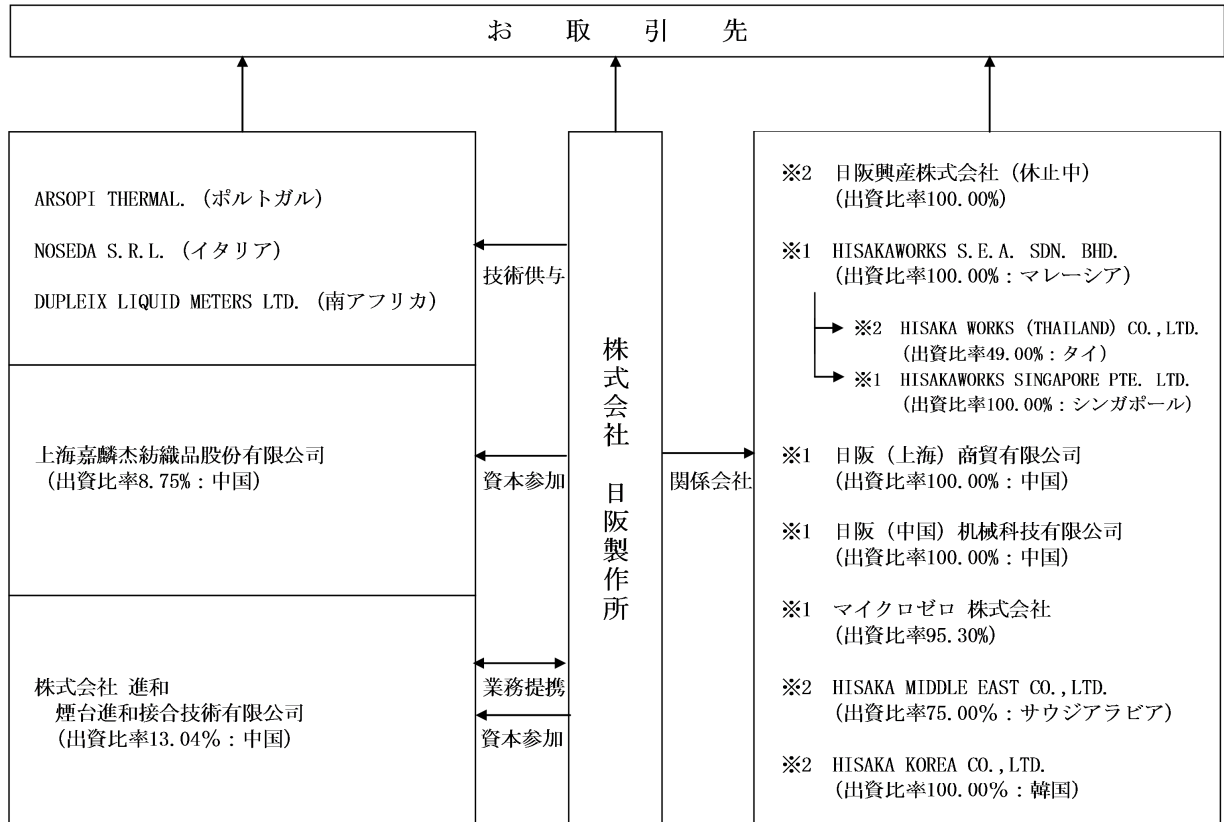 お 取 引 先
ARSOPI THERMAL. (ポルトガル)
NOSEDA S.R.L. (イタリア)
DUPLEIX LIQUID METERS LTD. (南アフリカ)
技術供与
上海嘉麟杰紡織品股份有限公司
(出資比率8.75%:中国)
資本参加
株式会社 進和
煙台進和接合技術有限公司
(出資比率13.04%:中国)
業務提携
資本参加
株式会社 日阪製作所
関係会社
※2 日阪興産株式会社 (休止中)
(出資比率100.00%)
※1 HISAKAWORKS S.E.A. SDN. BHD.
(出資比率100.00%:マレーシア)
※2 HISAKA WORKS (THAILAND) CO.,LTD.
(出資比率49.00%:タイ)
※1 HISAKAWORKS SINGAPORE PTE. LTD.
(出資比率100.00%:シンガポール)
※1 日阪 (上海) 商貿有限公司
(出資比率100.00%:中国)
※1 日阪 (中国) 机械科技有限公司
(出資比率100.00%:中国)
※1 マイクロゼロ 株式会社
(出資比率95.30%)
※2 HISAKA MIDDLE EAST CO.,LTD.
(出資比率75.00%:サウジアラビア)
※2 HISAKA KOREA CO.,LTD.
(出資比率100.00%:韓国)